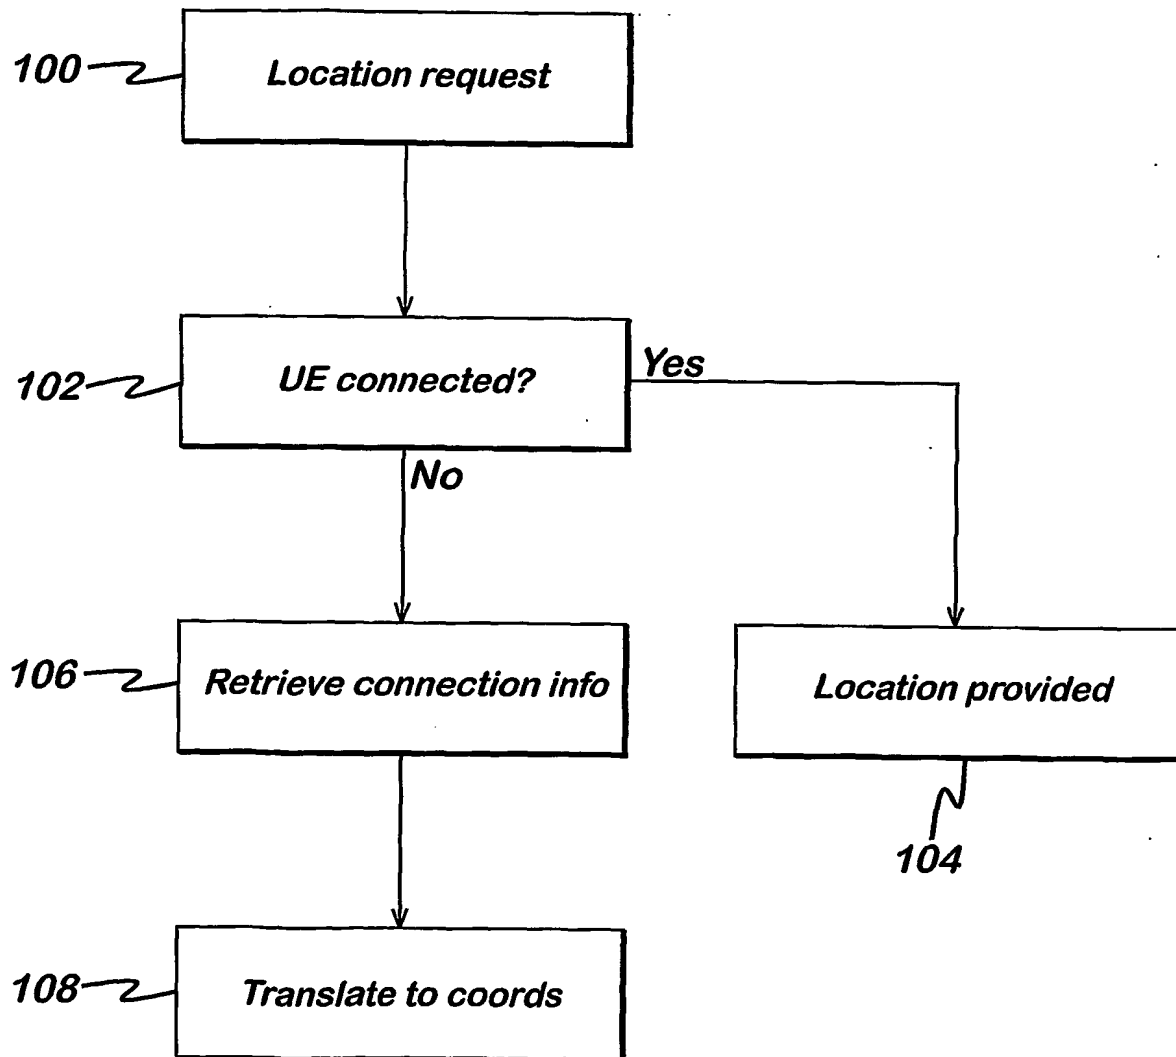 100
Location request
102
UE connected?
Yes
No
106
Retrieve connection info
Location provided
104
108
Translate to coords